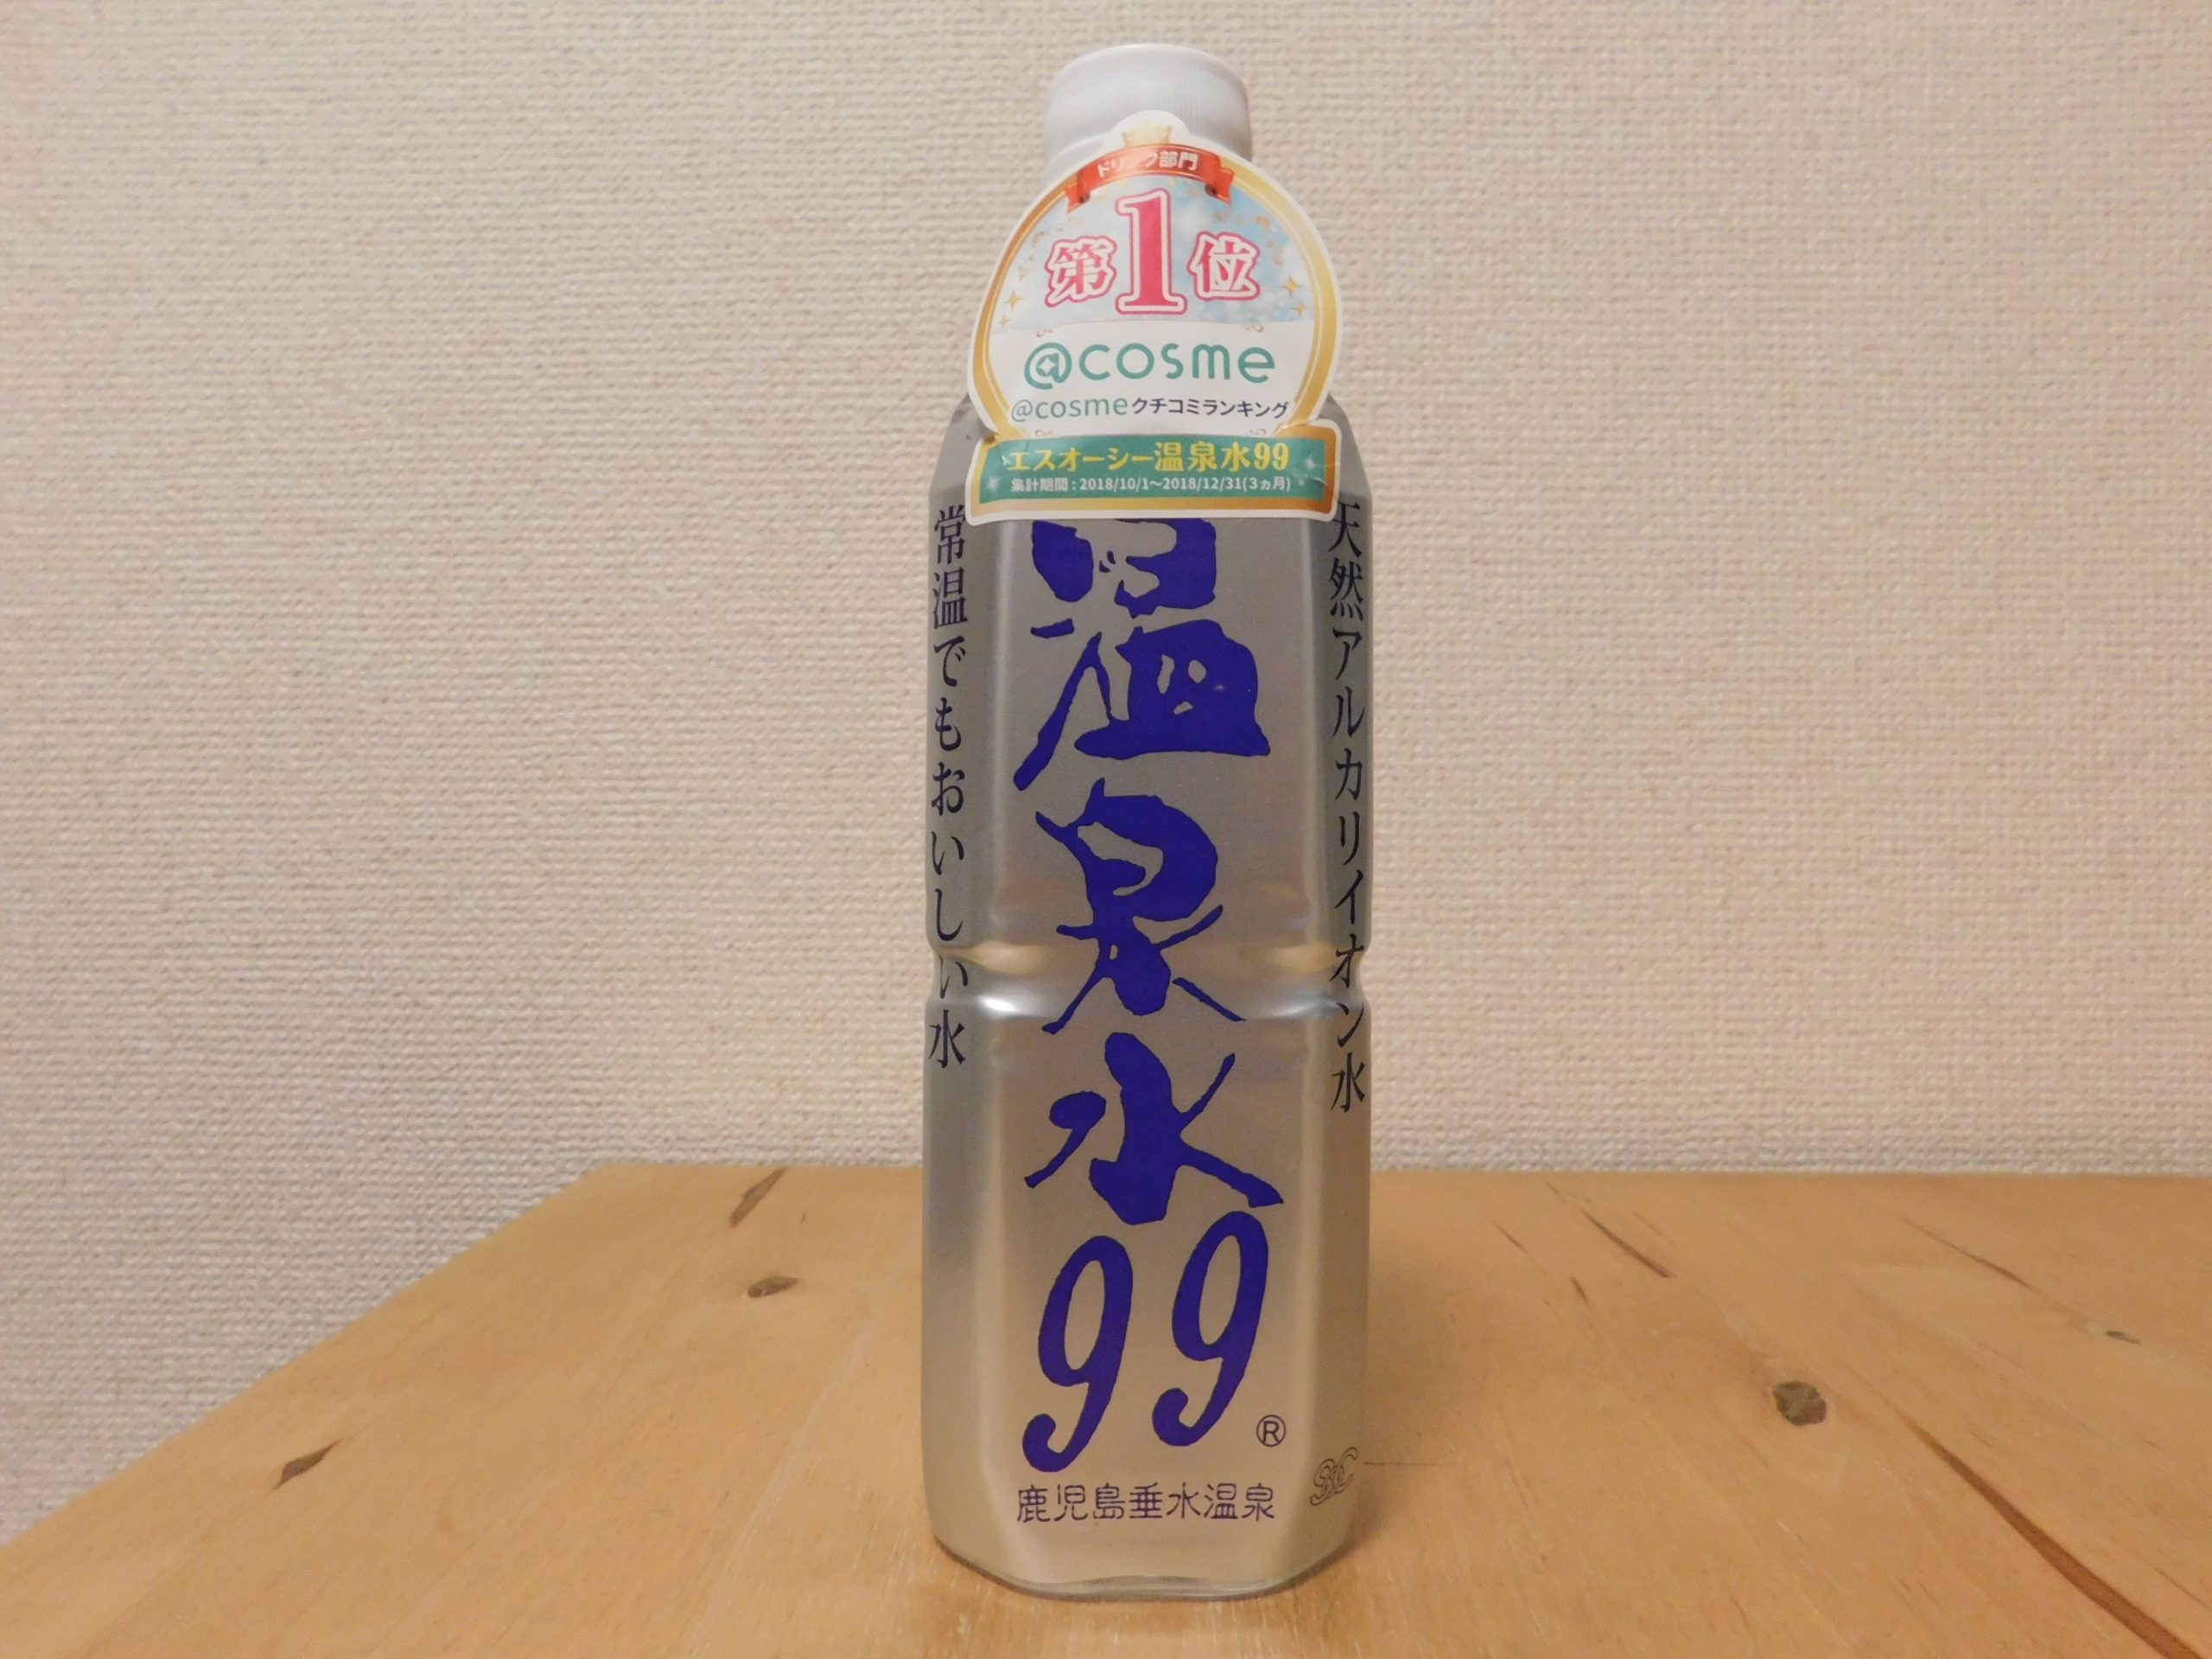 ドリンク部門
第1位
@cosme
@cosmeクチコミランキング
エスオーシー温泉水99
集計期間：2018/10/1～2018/12/31(3ヵ月)
天然アルカリイオン水
温泉水99®
常温でもおいしい水
鹿児島垂水温泉
SOC